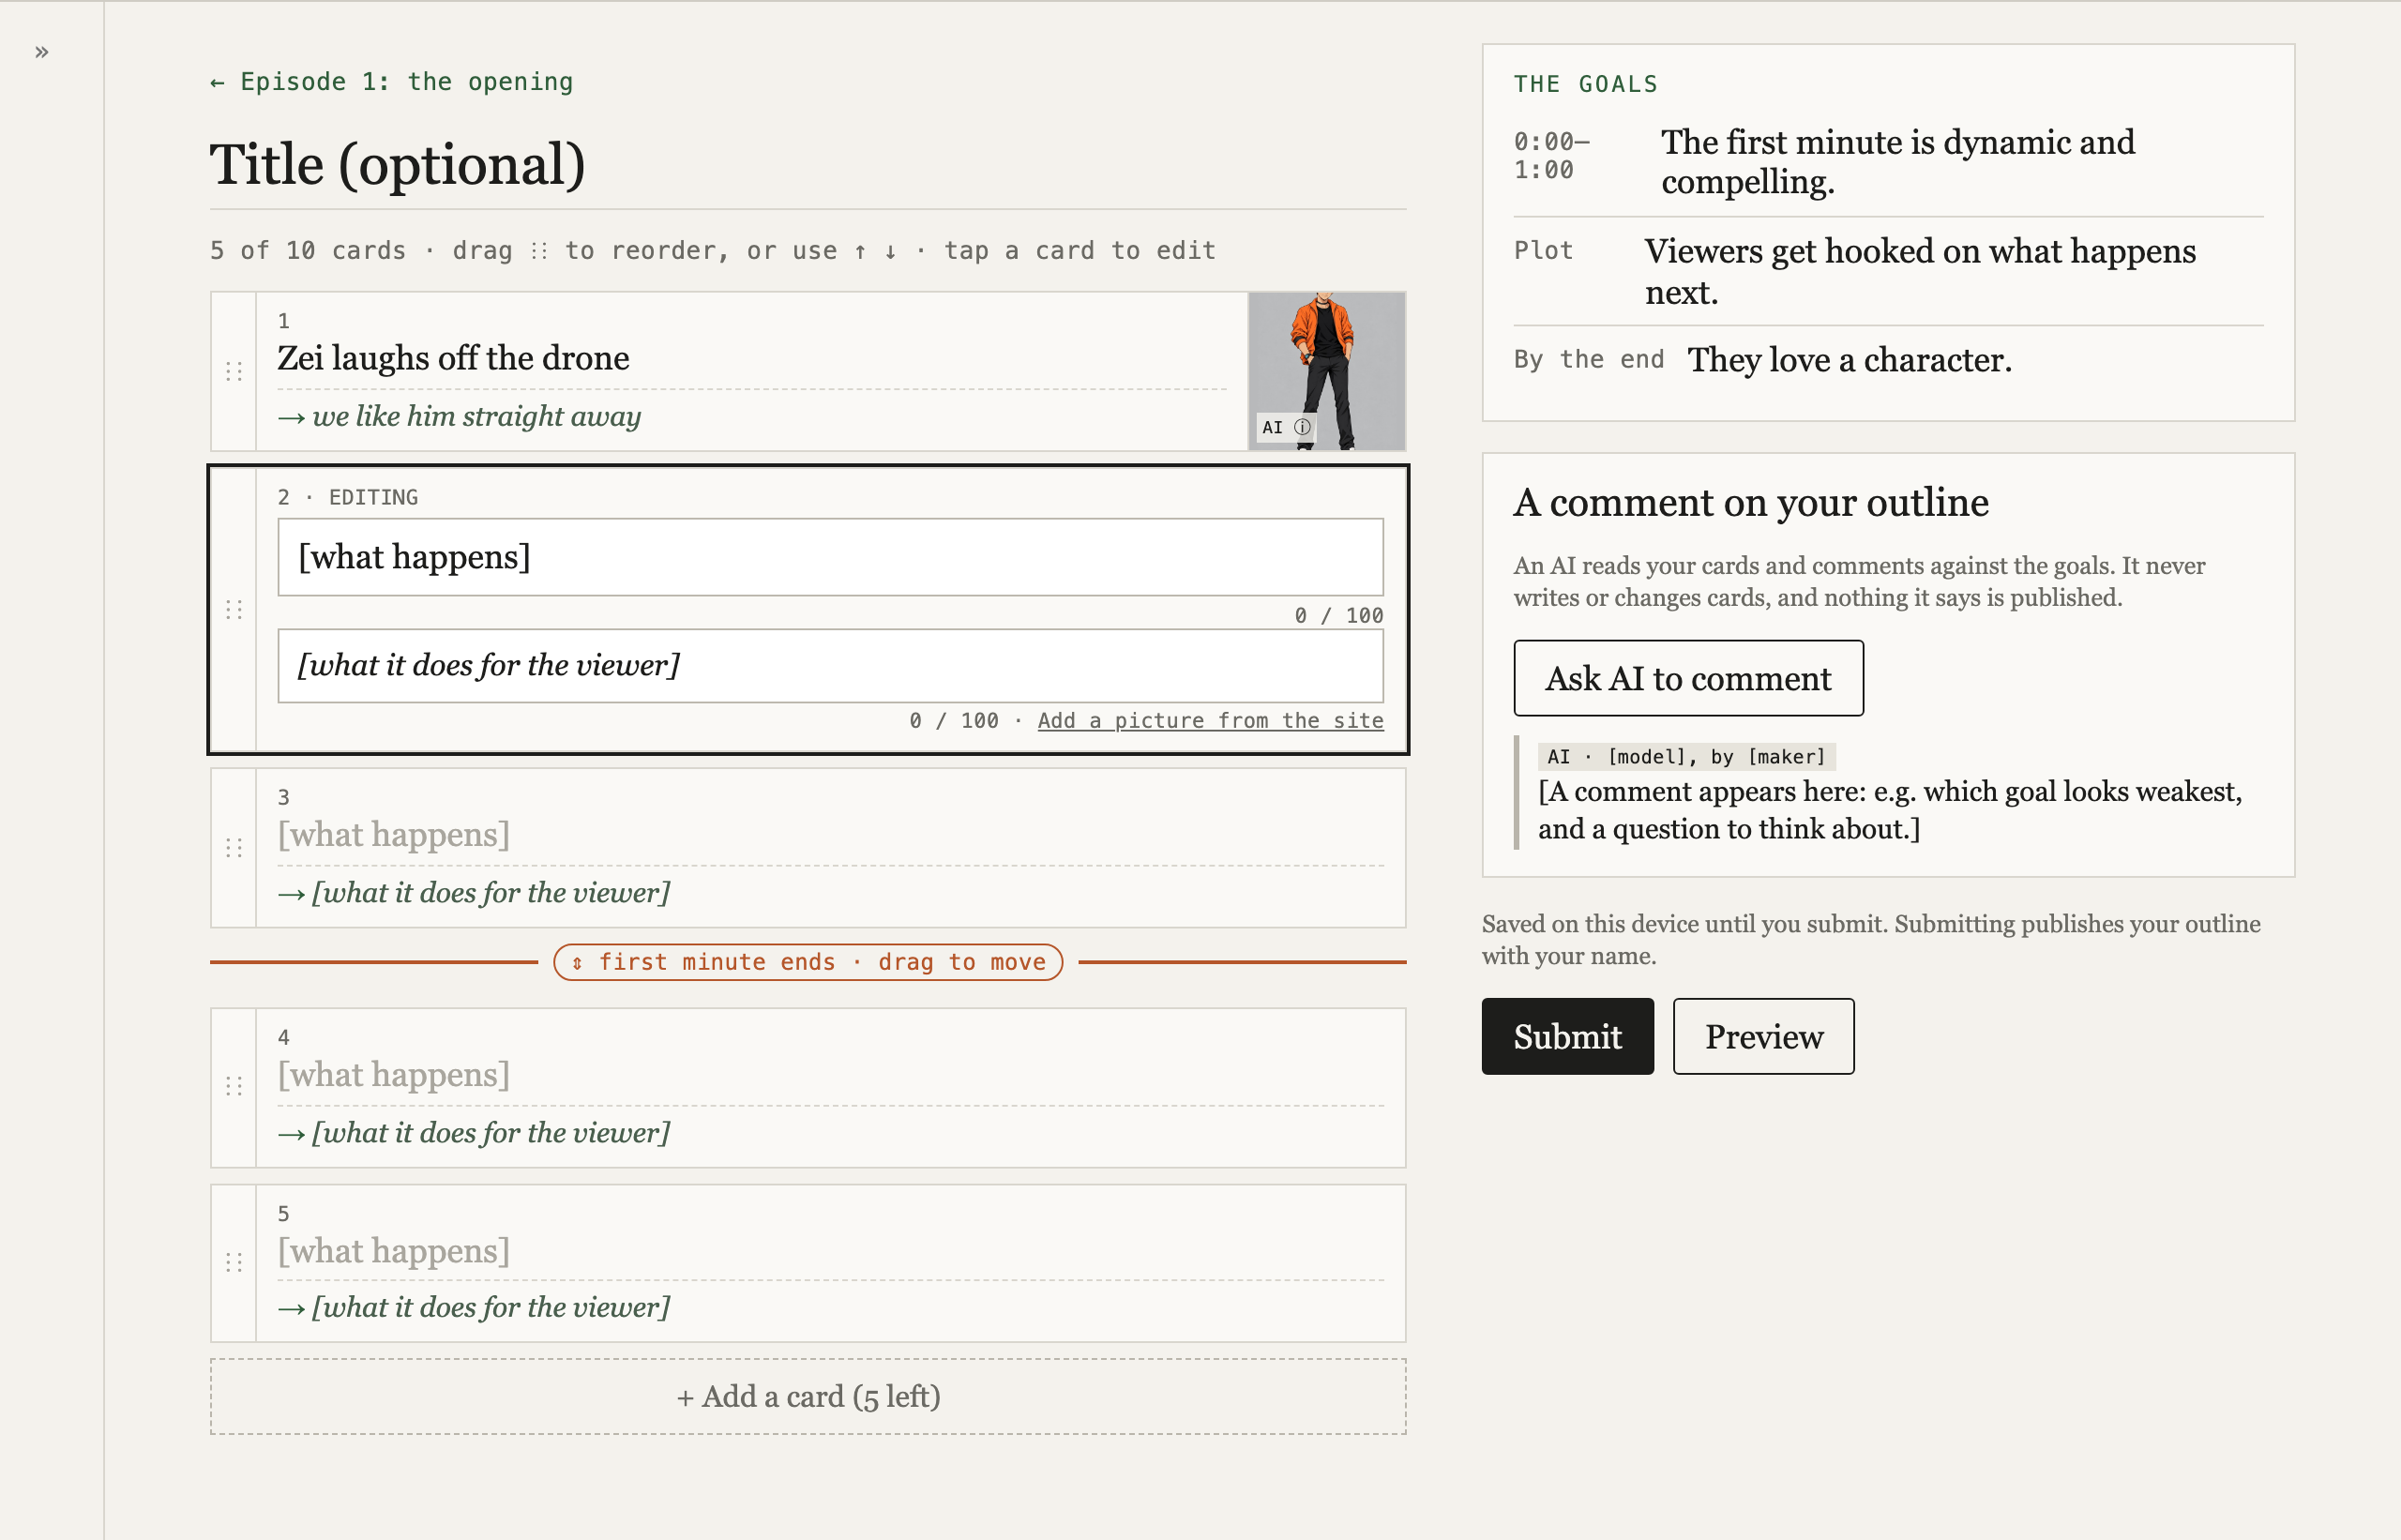 »
← Episode 1: the opening
Title (optional)
5 of 10 cards · drag ⠿ to reorder, or use ↑ ↓ · tap a card to edit
1
Zei laughs off the drone
→ we like him straight away
AI ⓘ
2 · EDITING
[what happens]
0 / 100
[what it does for the viewer]
0 / 100 · Add a picture from the site
3
[what happens]
→ [what it does for the viewer]
⇕ first minute ends · drag to move
4
[what happens]
→ [what it does for the viewer]
5
[what happens]
→ [what it does for the viewer]
+ Add a card (5 left)
THE GOALS
0:00–
1:00
The first minute is dynamic and
compelling.
Plot
Viewers get hooked on what happens
next.
By the end
They love a character.
A comment on your outline
An AI reads your cards and comments against the goals. It never
writes or changes cards, and nothing it says is published.
Ask AI to comment
AI · [model], by [maker]
[A comment appears here: e.g. which goal looks weakest,
and a question to think about.]
Saved on this device until you submit. Submitting publishes your outline
with your name.
Submit
Preview